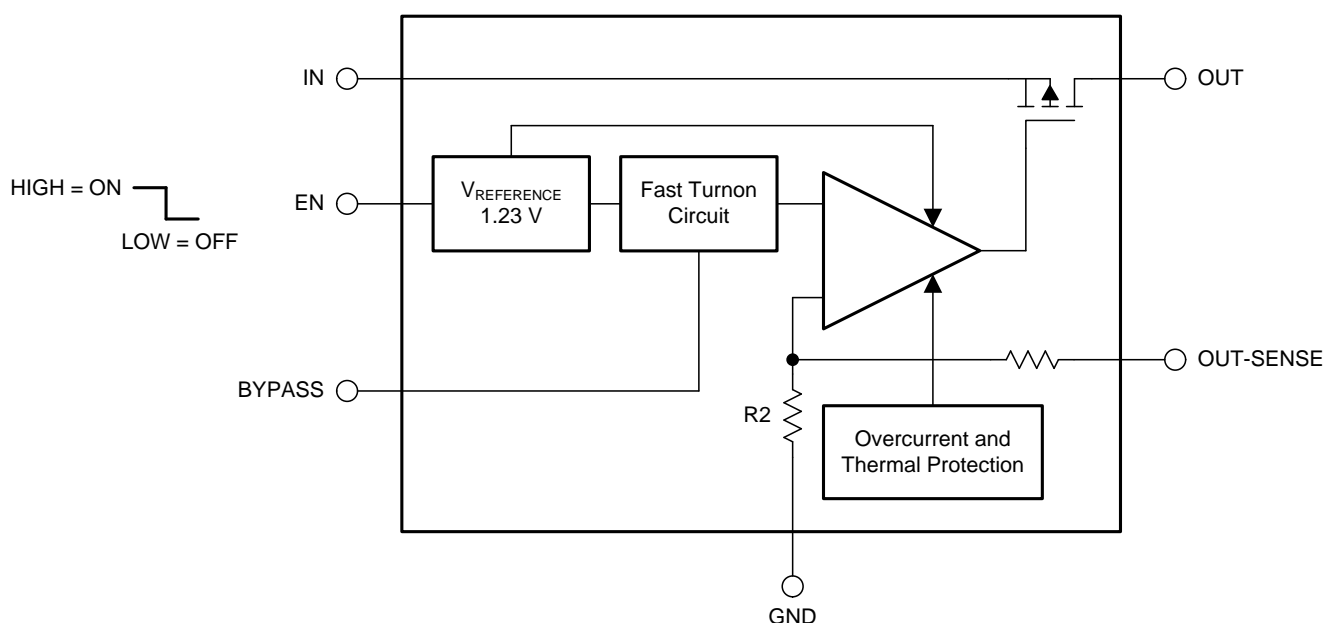 IN
OUT
HIGH = ON
LOW = OFF
EN
VREFERENCE
1.23 V
Fast Turnon
Circuit
OUT-SENSE
BYPASS
R2
Overcurrent and
Thermal Protection
GND